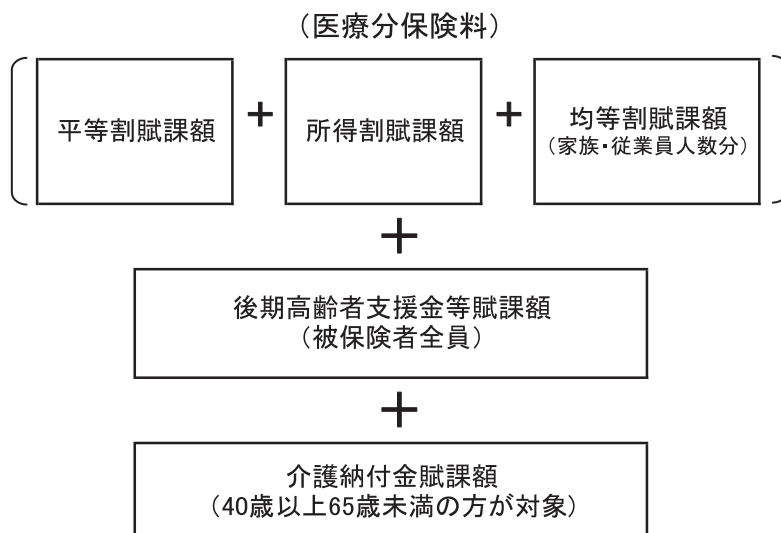 （医療分保険料）
平等割賦課額 + 所得割賦課額 + 均等割賦課額
（家族・従業員人数分）
+
後期高齢者支援金等賦課額
（被保険者全員）
+
介護納付金賦課額
（40歳以上65歳未満の方が対象）